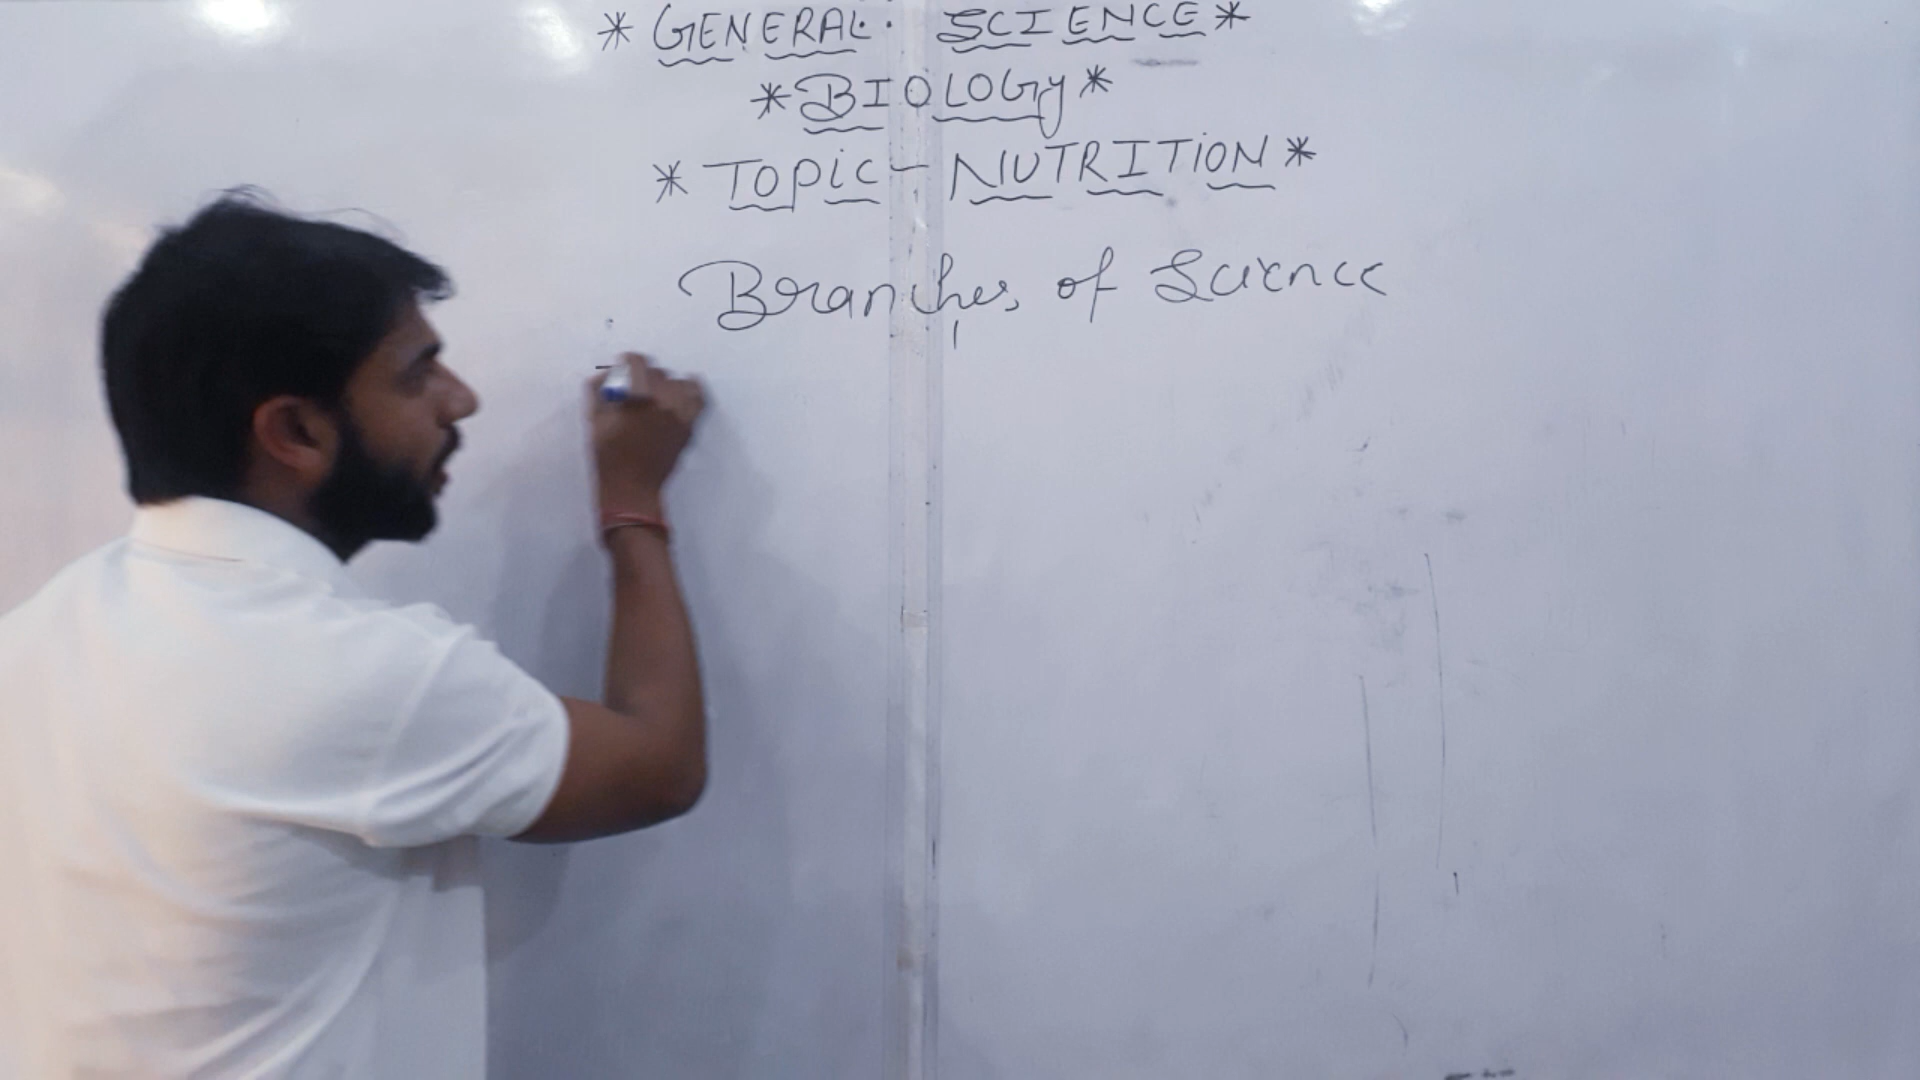 * GENERAL: SCIENCE *
* BIOLOGY *
* TOPIC - NUTRITION *
Branches of Science